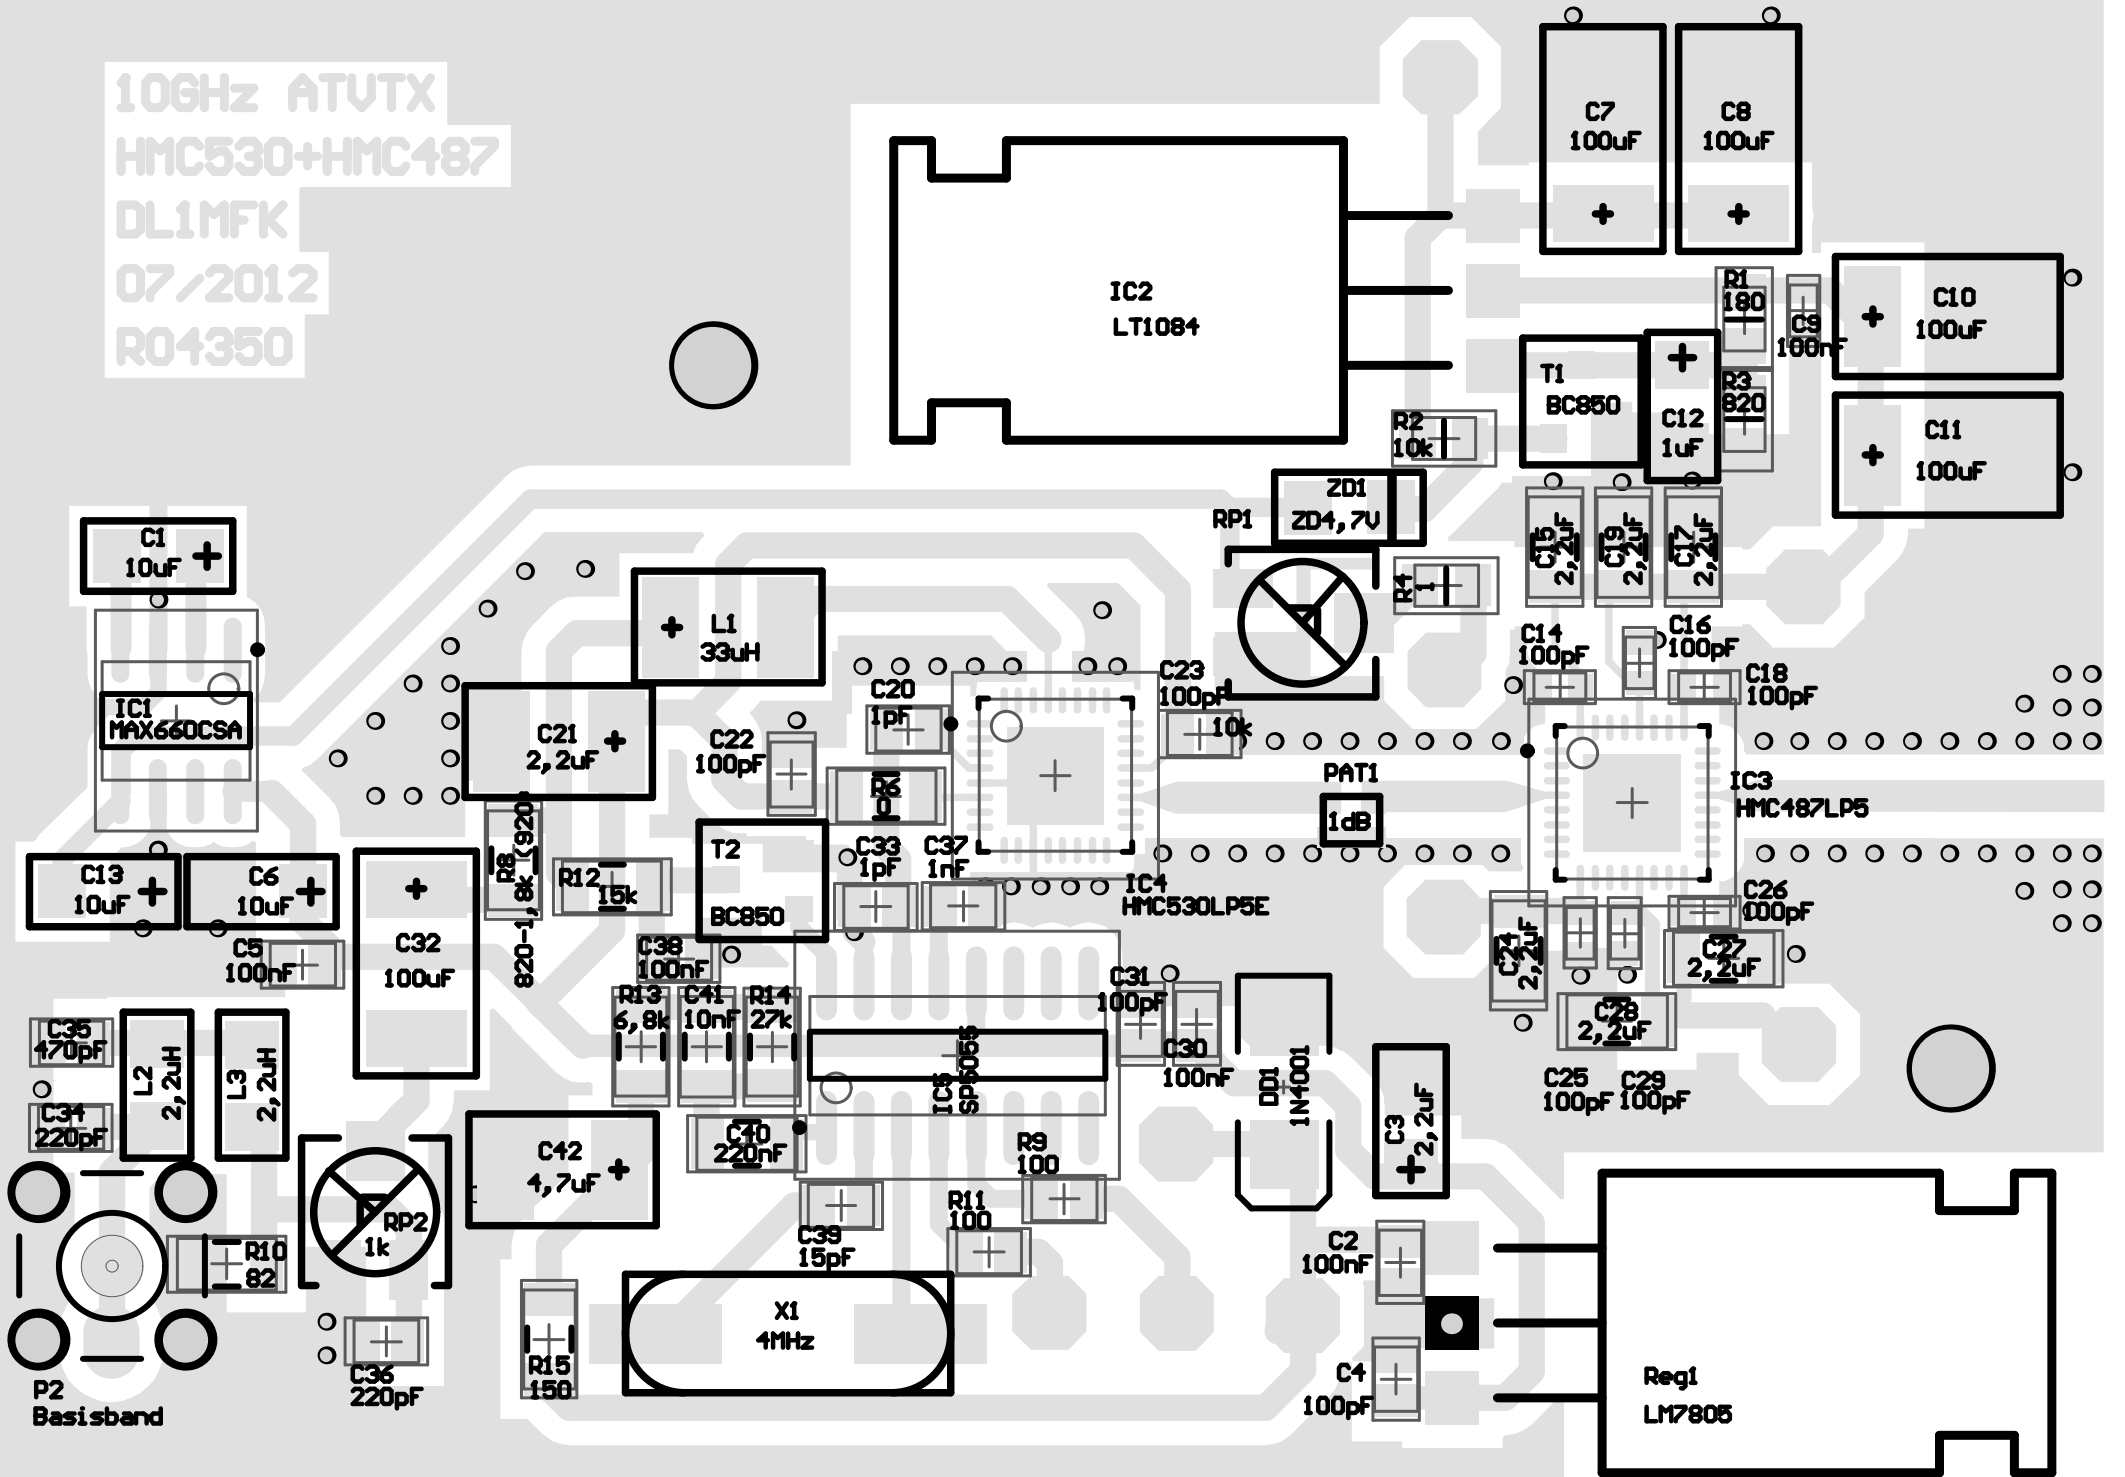 10GHz ATVTX
HMC530+HMC487
DL1MFK
07/2012
RO4350
C7
100uF
C8
100uF
IC2
LT1084
R1
180
C9
100nF
C10
100uF
T1
BC850
R3
820
C12
1uF
C11
100uF
R2
10k
ZD1
ZD4,7V
RP1
10k
C1
10uF
C15
2,2uF
C19
2,2uF
C17
2,2uF
R4
1
L1
33uH
C14
100pF
C16
100pF
C18
100pF
C23
100pF
C20
1pF
IC1
MAX660CSA
C21
2,2uF
C22
100pF
R6
0
PAT1
1dB
IC3
HMC487LP5
R8
820-1,8k (920)
T2
BC850
C33
1pF
C37
1nF
IC4
HMC530LP5E
C13
10uF
C6
10uF
R12
15k
C26
100pF
C5
100nF
C32
100uF
C38
100nF
C24
2,2uF
C27
2,2uF
C31
100pF
R13
6,8k
C41
10nF
R14
27k
C28
2,2uF
C35
470pF
L2
2,2uH
L3
2,2uH
IC5
SP5055
C30
100nF
DD1
1N4001
C25
100pF
C29
100pF
C34
220pF
C3
2,2uF
C42
4,7uF
C40
220nF
R9
100
R11
100
RP2
1k
C39
15pF
R10
82
C2
100nF
X1
4MHz
R15
150
C36
220pF
C4
100pF
Reg1
LM7805
P2
Basisband